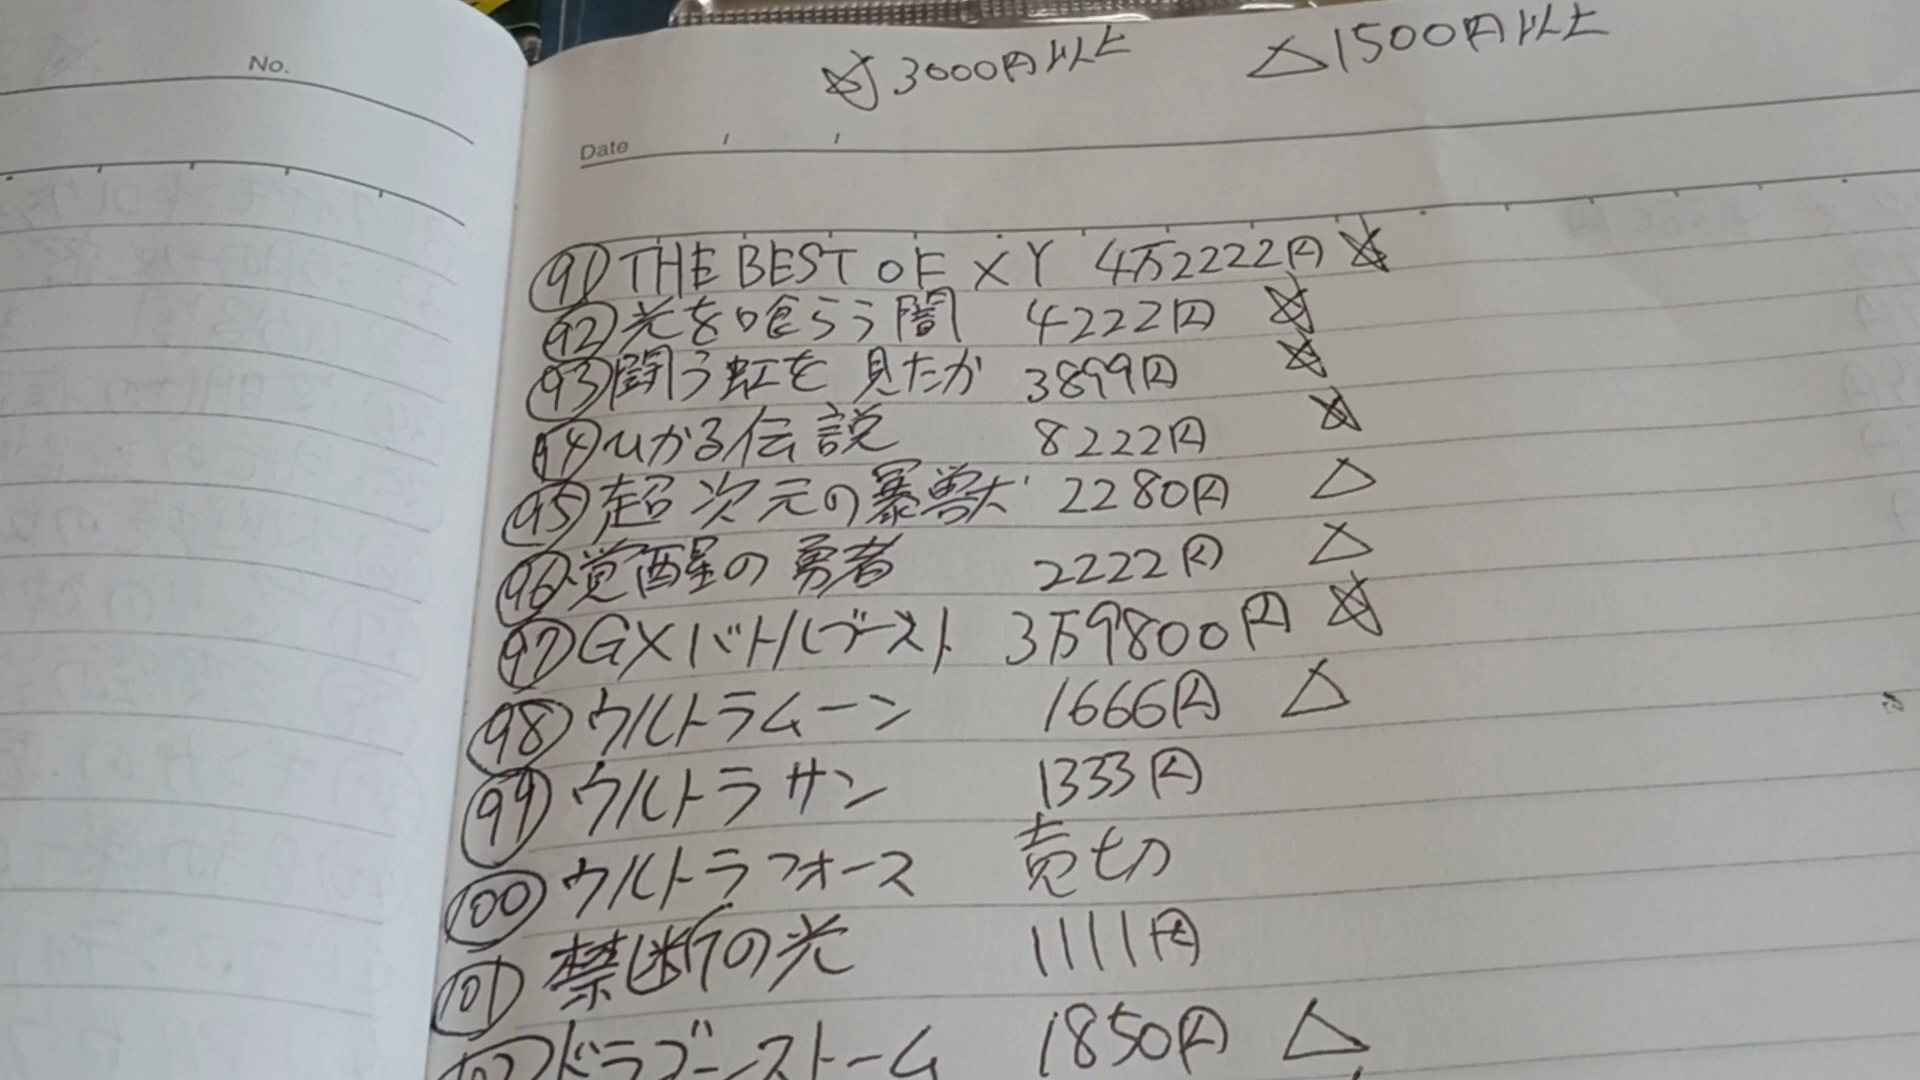 No.
☆3000円以上 △1500円以上
Date
91 THE BEST OF XY 4万2222円 ☆
92 光を喰らう闇 4222円 ☆
93 闘う虹を見たか 3899円 ☆
94 ひかる伝説 8222円 ☆
95 超次元の暴獣 2280円 △
96 覚醒の勇者 2222円 △
97 GXバトルブースト 3万9800円 ☆
98 ウルトラムーン 1666円 △
99 ウルトラサン 1333円
100 ウルトラフォース 売切
101 禁断の光 1111円
102 ドラゴンストーム 1850円 △